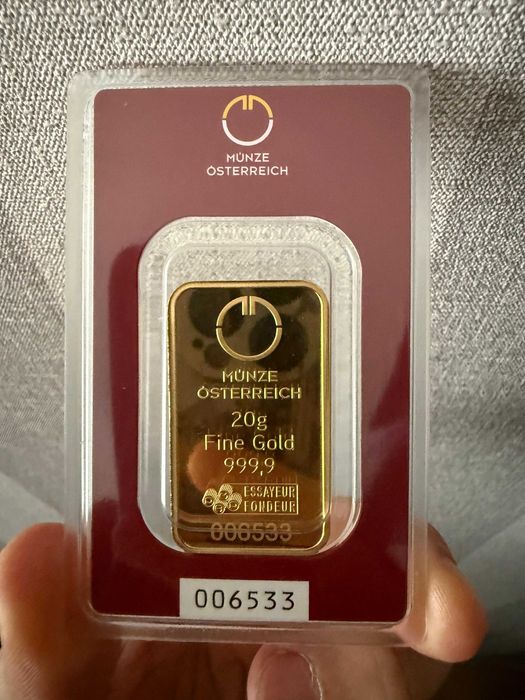 MÜNZE
ÖSTERREICH
MÜNZE
ÖSTERREICH
20g
Fine Gold
999,9
ESSAYEUR
FONDEUR
006533
006533